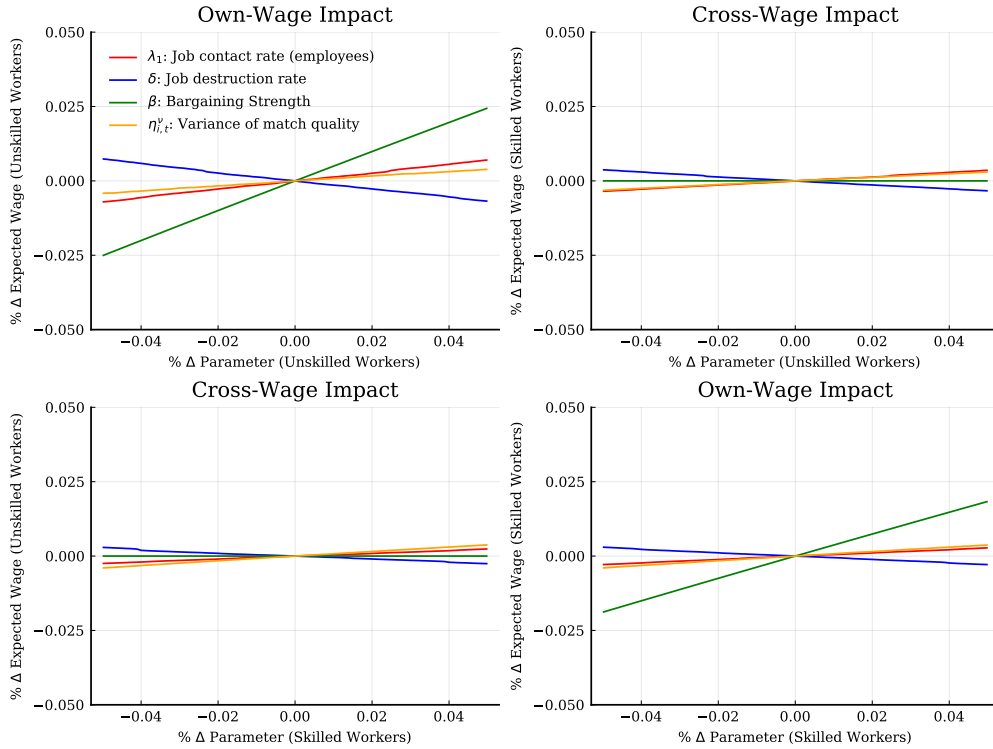 Own-Wage Impact
% Δ Expected Wage (Unskilled Workers)
0.050
0.025
0.000
−0.025
−0.050
λ₁: Job contact rate (employees)
δ: Job destruction rate
β: Bargaining Strength
η^ν_{i,t}: Variance of match quality
−0.04 −0.02 0.00 0.02 0.04
% Δ Parameter (Unskilled Workers)
Cross-Wage Impact
% Δ Expected Wage (Skilled Workers)
0.050
0.025
0.000
−0.025
−0.050
−0.04 −0.02 0.00 0.02 0.04
% Δ Parameter (Unskilled Workers)
Cross-Wage Impact
% Δ Expected Wage (Unskilled Workers)
0.050
0.025
0.000
−0.025
−0.050
−0.04 −0.02 0.00 0.02 0.04
% Δ Parameter (Skilled Workers)
Own-Wage Impact
% Δ Expected Wage (Skilled Workers)
0.050
0.025
0.000
−0.025
−0.050
−0.04 −0.02 0.00 0.02 0.04
% Δ Parameter (Skilled Workers)